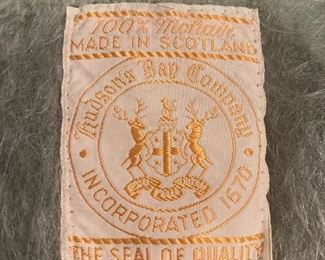 100% Mohair
MADE IN SCOTLAND
Hudson's Bay Company
INCORPORATED 1670
THE SEAL OF QUALITY